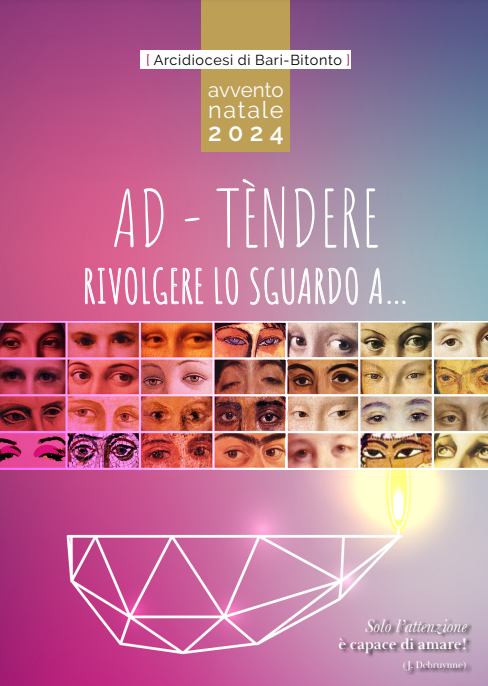 [ Arcidiocesi di Bari-Bitonto ]
avvento
natale
2024
AD - TÈNDERE
RIVOLGERE LO SGUARDO A...
Solo l'attenzione
è capace di amare!
(J. Debruynne)